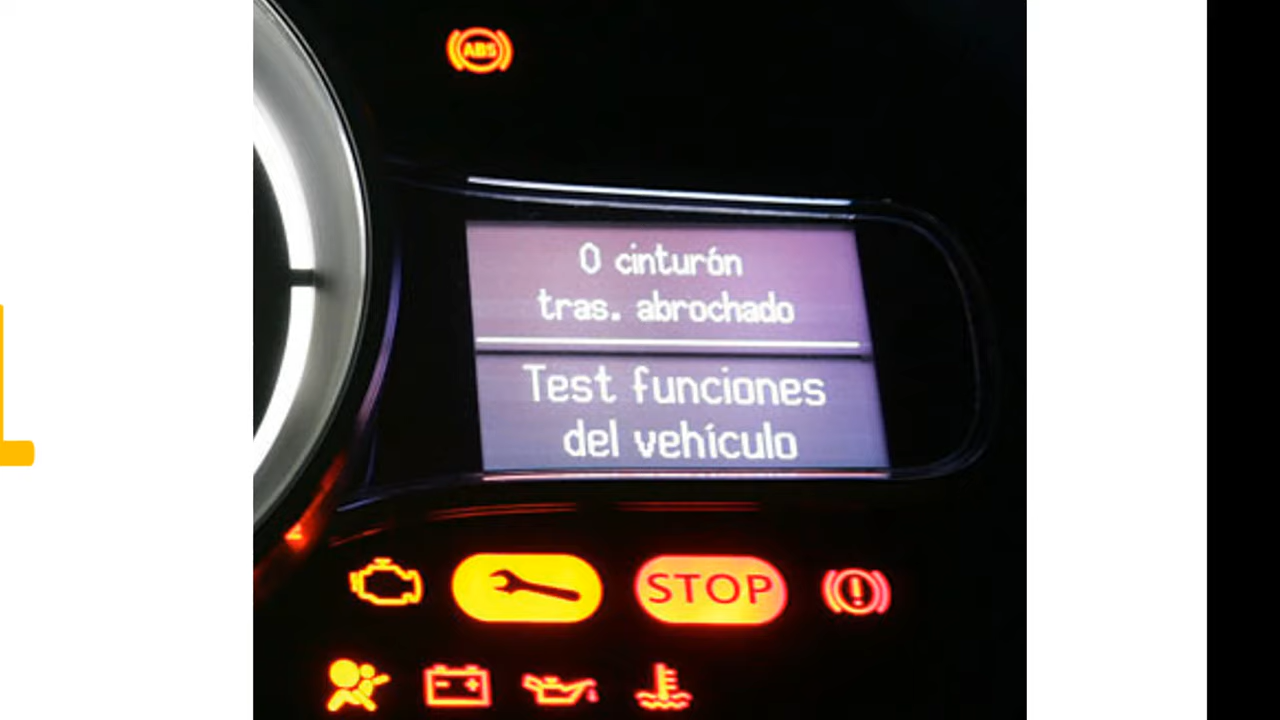 ABS
0 cinturón
tras. abrochado
Test funciones
del vehículo
STOP